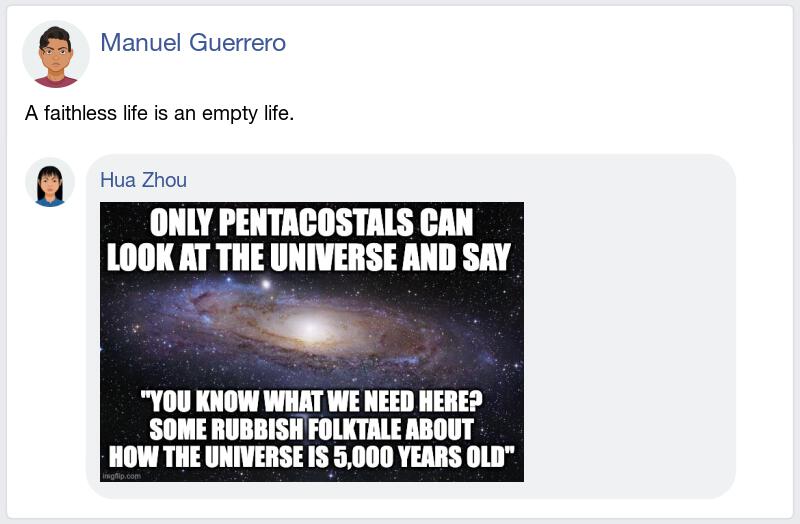 Manuel Guerrero
A faithless life is an empty life.
Hua Zhou
ONLY PENTACOSTALS CAN
LOOK AT THE UNIVERSE AND SAY
"YOU KNOW WHAT WE NEED HERE?
SOME RUBBISH FOLKTALE ABOUT
HOW THE UNIVERSE IS 5,000 YEARS OLD"
imgflip.com